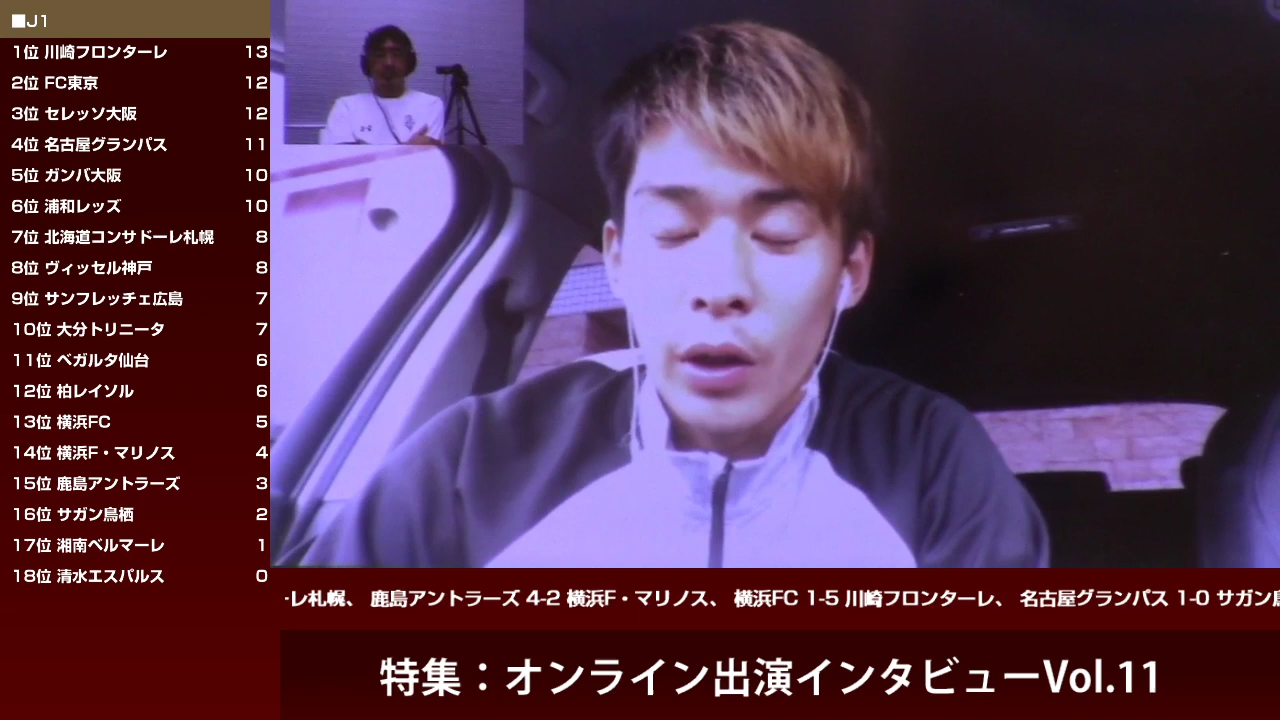 ■J1
1位 川崎フロンターレ 13
2位 FC東京 12
3位 セレッソ大阪 12
4位 名古屋グランパス 11
5位 ガンバ大阪 10
6位 浦和レッズ 10
7位 北海道コンサドーレ札幌 8
8位 ヴィッセル神戸 8
9位 サンフレッチェ広島 7
10位 大分トリニータ 7
11位 ベガルタ仙台 6
12位 柏レイソル 6
13位 横浜FC 5
14位 横浜F・マリノス 4
15位 鹿島アントラーズ 3
16位 サガン鳥栖 2
17位 湘南ベルマーレ 1
18位 清水エスパルス 0
ーレ札幌、 鹿島アントラーズ 4-2 横浜F・マリノス、 横浜FC 1-5 川崎フロンターレ、 名古屋グランパス 1-0 サガン鳥
特集：オンライン出演インタビューVol.11